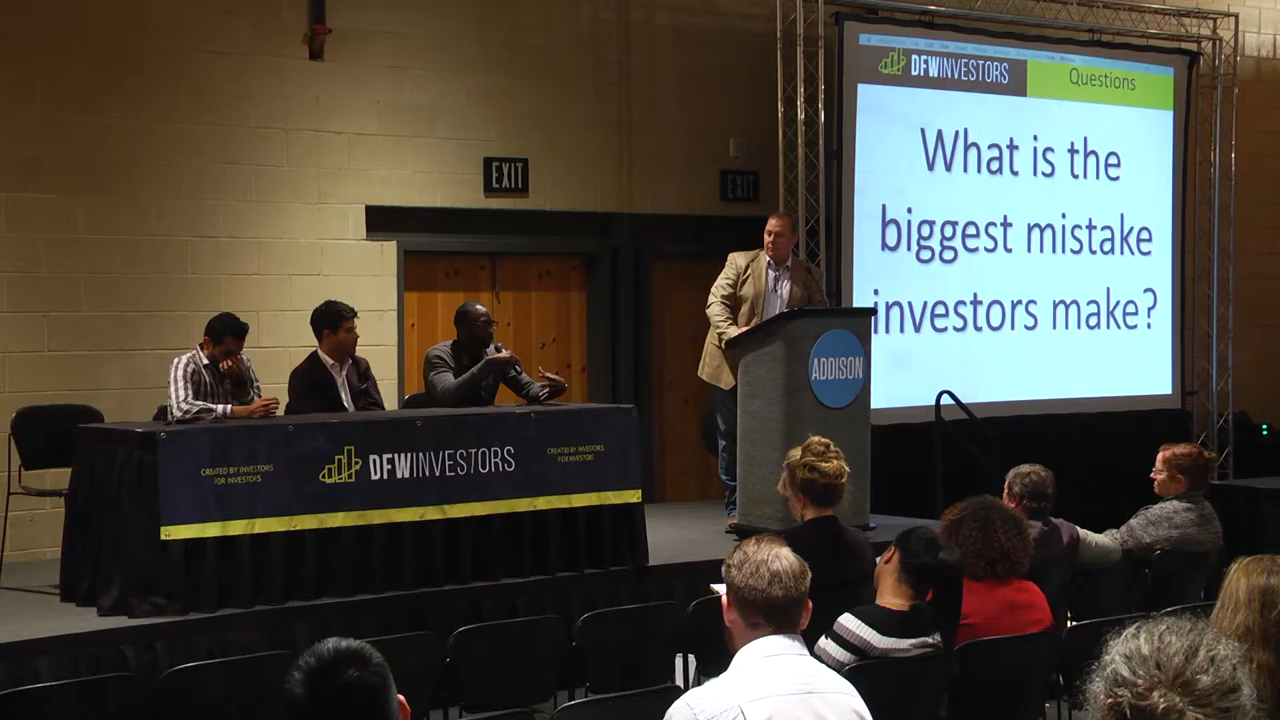 DFWINVESTORS
Questions
What is the
biggest mistake
investors make?
EXIT
EXIT
ADDISON
CREATED BY INVESTORS
FOR INVESTORS
DFWINVESTORS
CREATED BY INVESTORS
FOR INVESTORS